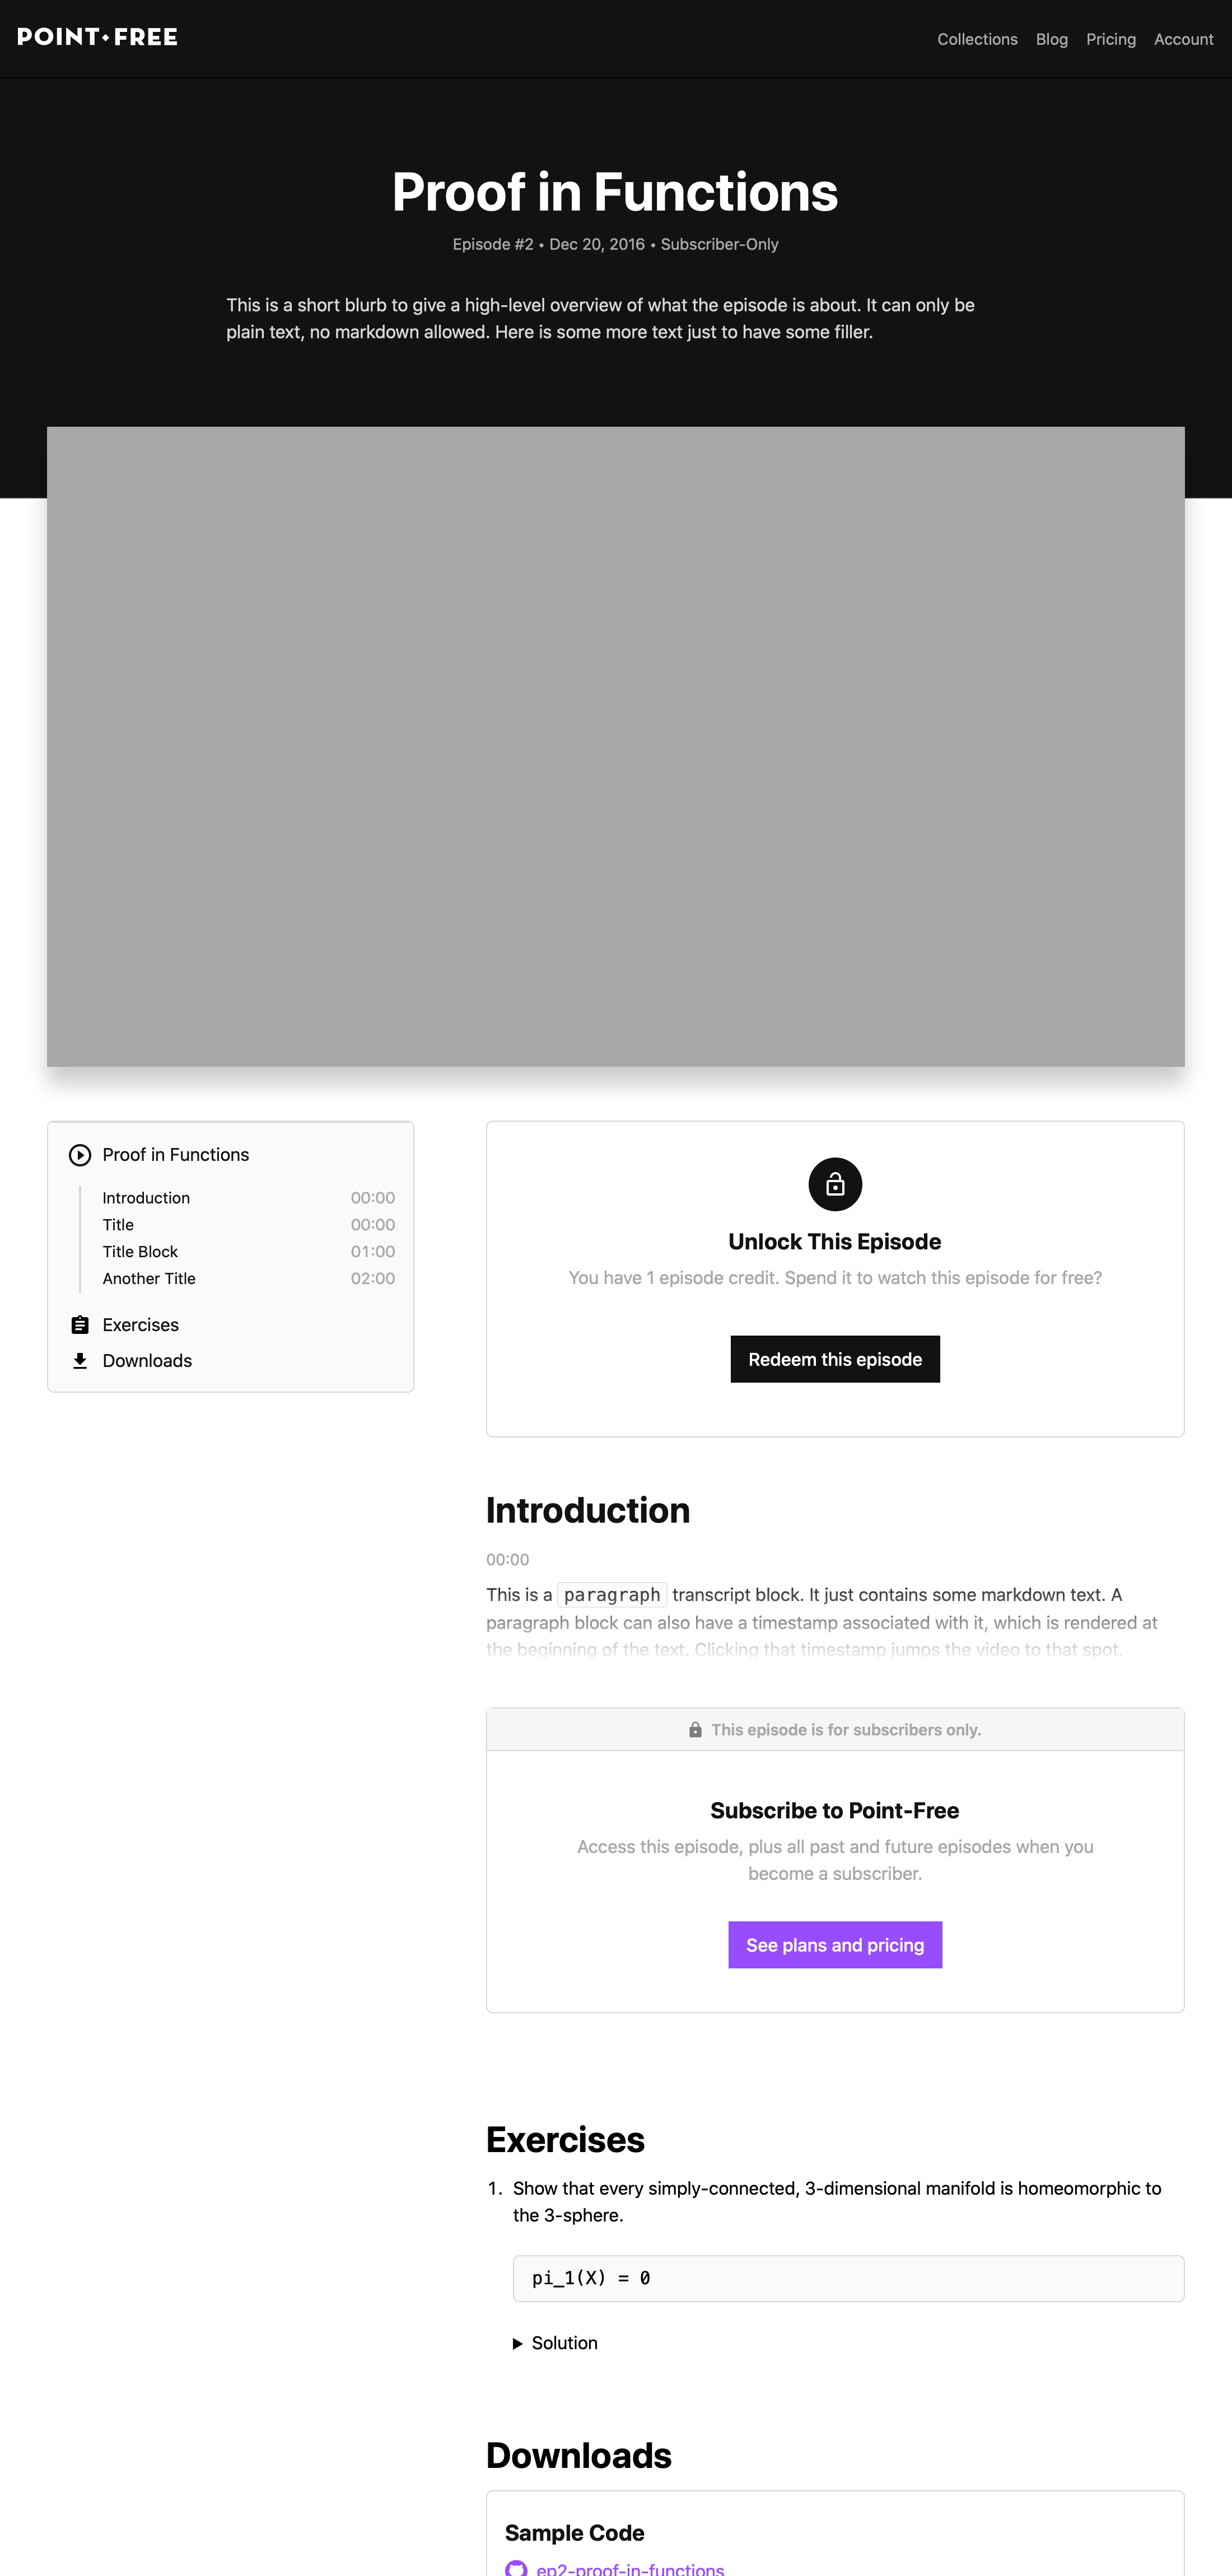 POINT•FREE
Collections Blog Pricing Account
Proof in Functions
Episode #2 • Dec 20, 2016 • Subscriber-Only
This is a short blurb to give a high-level overview of what the episode is about. It can only be
plain text, no markdown allowed. Here is some more text just to have some filler.
Proof in Functions
Introduction 00:00
Title 00:00
Title Block 01:00
Another Title 02:00
Exercises
Downloads
Unlock This Episode
You have 1 episode credit. Spend it to watch this episode for free?
Redeem this episode
Introduction
00:00
This is a paragraph transcript block. It just contains some markdown text. A
paragraph block can also have a timestamp associated with it, which is rendered at
the beginning of the text. Clicking that timestamp jumps the video to that spot.
This episode is for subscribers only.
Subscribe to Point-Free
Access this episode, plus all past and future episodes when you
become a subscriber.
See plans and pricing
Exercises
1. Show that every simply-connected, 3-dimensional manifold is homeomorphic to
the 3-sphere.
pi_1(X) = 0
Solution
Downloads
Sample Code
ep2-proof-in-functions